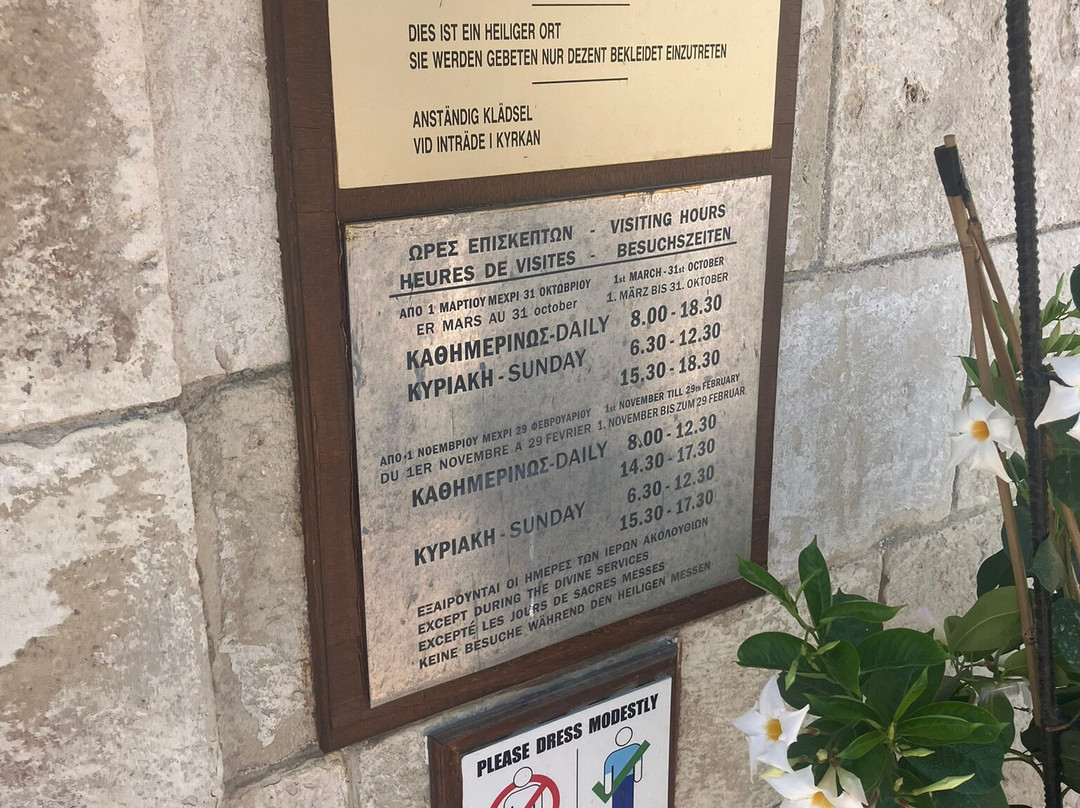 DIES IST EIN HEILIGER ORT
SIE WERDEN GEBETEN NUR DEZENT BEKLEIDET EINZUTRETEN
ANSTÄNDIG KLÄDSEL
VID INTRÄDE I KYRKAN
ΩΡΕΣ ΕΠΙΣΚΕΠΤΩΝ - VISITING HOURS
HEURES DE VISITES - BESUCHSZEITEN
ΑΠΟ 1 ΜΑΡΤΙΟΥ ΜΕΧΡΙ 31 ΟΚΤΩΒΡΙΟΥ 1st MARCH - 31st OCTOBER
ER MARS AU 31 october 1. MÄRZ BIS 31. OKTOBER
ΚΑΘΗΜΕΡΙΝΩΣ-DAILY 8.00 - 18.30
ΚΥΡΙΑΚΗ - SUNDAY 6.30 - 12.30
15.30 - 18.30
ΑΠΟ 1 ΝΟΕΜΒΡΙΟΥ ΜΕΧΡΙ 29 ΦΕΒΡΟΥΑΡΙΟΥ 1st NOVEMBER TILL 29th FEBRUARY
DU 1ER NOVEMBRE A 29 FEVRIER 1. NOVEMBER BIS ZUM 29 FEBRUAR
ΚΑΘΗΜΕΡΙΝΩΣ-DAILY 8.00 - 12.30
14.30 - 17.30
ΚΥΡΙΑΚΗ - SUNDAY 6.30 - 12.30
15.30 - 17.30
ΕΞΑΙΡΟΥΝΤΑΙ ΟΙ ΗΜΕΡΕΣ ΤΩΝ ΙΕΡΩΝ ΑΚΟΛΟΥΘΙΩΝ
EXCEPT DURING THE DIVINE SERVICES
EXCEPTÉ LES JOURS DE SACRES MESSES
KEINE BESUCHE WÄHREND DEN HEILIGEN MESSEN
PLEASE DRESS MODESTLY